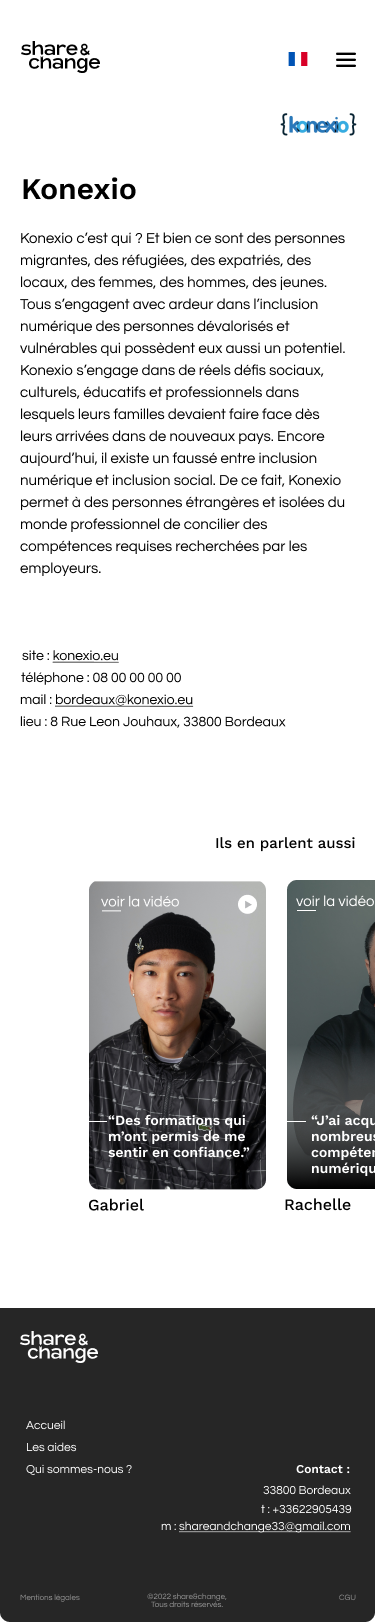 share&
change
{konexio}
Konexio
Konexio c’est qui ? Et bien ce sont des personnes
migrantes, des réfugiées, des expatriés, des
locaux, des femmes, des hommes, des jeunes.
Tous s’engagent avec ardeur dans l’inclusion
numérique des personnes dévalorisés et
vulnérables qui possèdent eux aussi un potentiel.
Konexio s’engage dans de réels défis sociaux,
culturels, éducatifs et professionnels dans
lesquels leurs familles devaient faire face dès
leurs arrivées dans de nouveaux pays. Encore
aujourd’hui, il existe un faussé entre inclusion
numérique et inclusion social. De ce fait, Konexio
permet à des personnes étrangères et isolées du
monde professionnel de concilier des
compétences requises recherchées par les
employeurs.
site : konexio.eu
téléphone : 08 00 00 00 00
mail : bordeaux@konexio.eu
lieu : 8 Rue Leon Jouhaux, 33800 Bordeaux
Ils en parlent aussi
voir la vidéo
“Des formations qui
m’ont permis de me
sentir en confiance.”
Gabriel
voir la vidéo
“J’ai acqu
nombreus
compéten
numériqu
Rachelle
share&
change
Accueil
Les aides
Qui sommes-nous ?
Contact :
33800 Bordeaux
t : +33622905439
m : shareandchange33@gmail.com
Mentions légales
©2022 share&change,
Tous droits réservés.
CGU